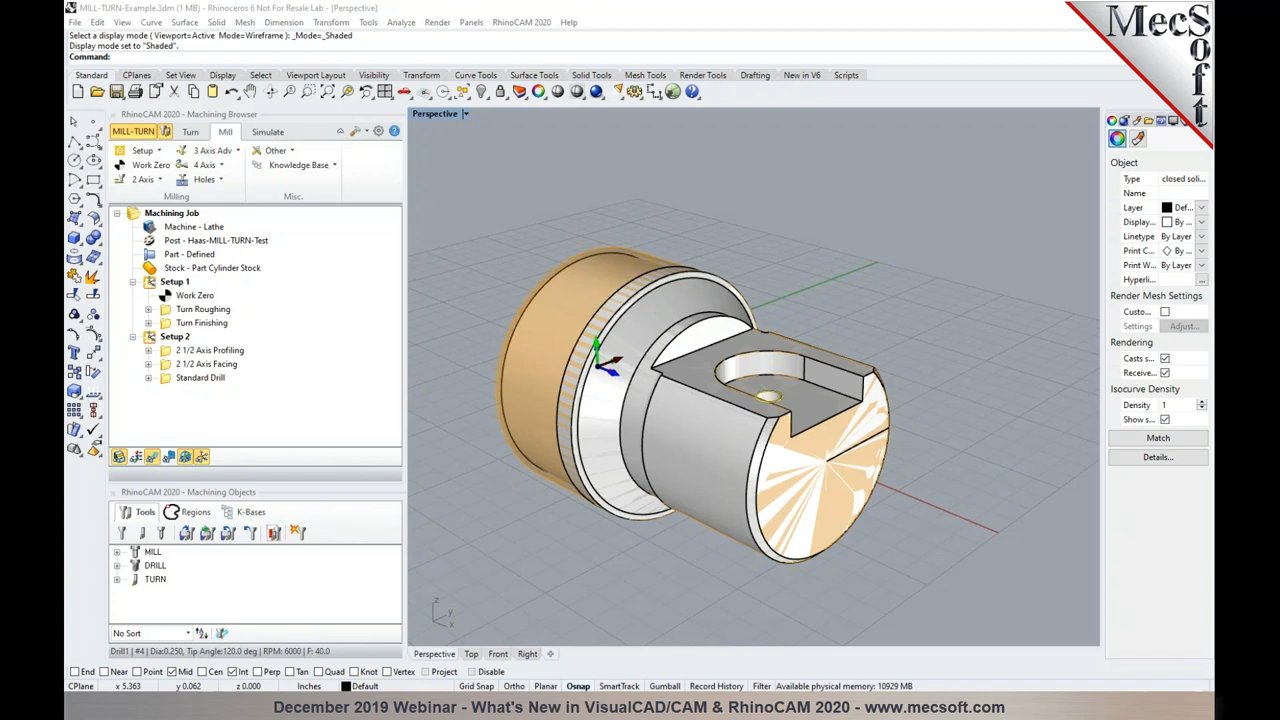 MILL-TURN-Example.3dm (1 MB) - Rhinoceros 6 Not For Resale Lab - [Perspective]
File Edit View Curve Surface Solid Mesh Dimension Transform Tools Analyze Render Panels RhinoCAM 2020 Help
Select a display mode ( Viewport=Active Mode=Wireframe ): _Mode=_Shaded
Display mode set to "Shaded".
Command:
Standard CPlanes Set View Display Select Viewport Layout Visibility Transform Curve Tools Surface Tools Solid Tools Mesh Tools Render Tools Drafting New in V6 Scripts
MecSoft
RhinoCAM 2020 - Machining Browser
MILL-TURN Turn Mill Simulate
Setup 3 Axis Adv Other
Work Zero 4 Axis Knowledge Base
2 Axis Holes
Milling Misc.
Machining Job
Machine - Lathe
Post - Haas-MILL-TURN-Test
Part - Defined
Stock - Part Cylinder Stock
Setup 1
Work Zero
Turn Roughing
Turn Finishing
Setup 2
2 1/2 Axis Profiling
2 1/2 Axis Facing
Standard Drill
RhinoCAM 2020 - Machining Objects
Tools Regions K-Bases
MILL
DRILL
TURN
No Sort
Drill1 | #4 | Dia:0.250, Tip Angle:120.0 deg | RPM: 6000 | F: 40.0
Perspective
z
y
x
Perspective Top Front Right
Object
Type closed soli...
Name
Layer Def...
Display... By ...
Linetype By Layer
Print C... By ...
Print W... By Layer
Hyperli... ...
Render Mesh Settings
Custo...
Settings Adjust...
Rendering
Casts s...
Receive...
Isocurve Density
Density 1
Show s...
Match
Details...
End Near Point Mid Cen Int Perp Tan Quad Knot Vertex Project Disable
CPlane x 5.363 y 0.062 z 0.000 Inches Default Grid Snap Ortho Planar Osnap SmartTrack Gumball Record History Filter Available physical memory: 10929 MB
December 2019 Webinar - What's New in VisualCAD/CAM & RhinoCAM 2020 - www.mecsoft.com